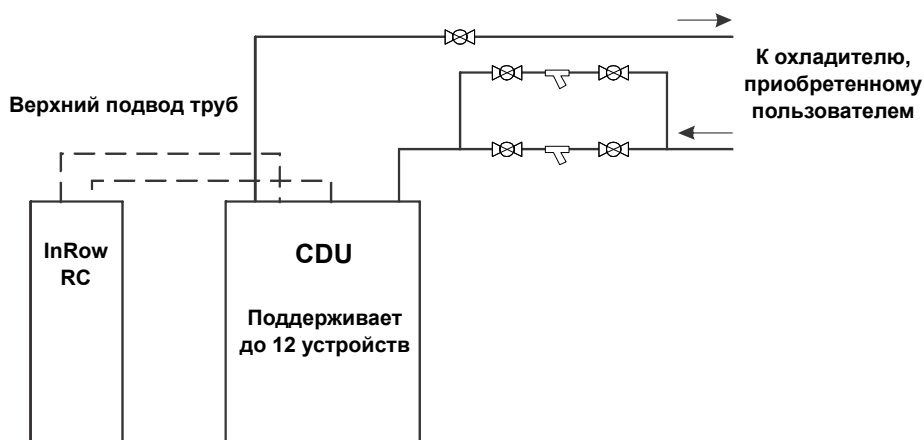 К охладителю,
приобретенному
пользователем
Верхний подвод труб
InRow
RC
CDU
Поддерживает
до 12 устройств